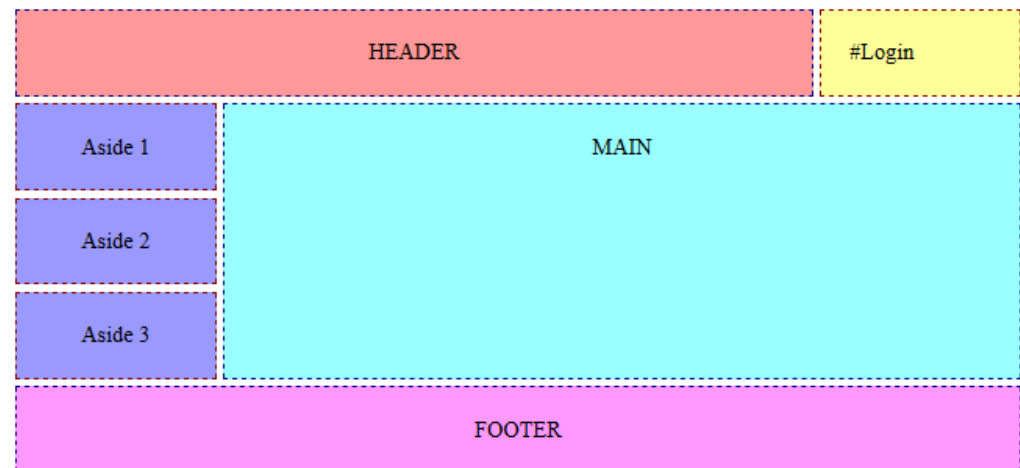 HEADER
#Login
Aside 1
MAIN
Aside 2
Aside 3
FOOTER